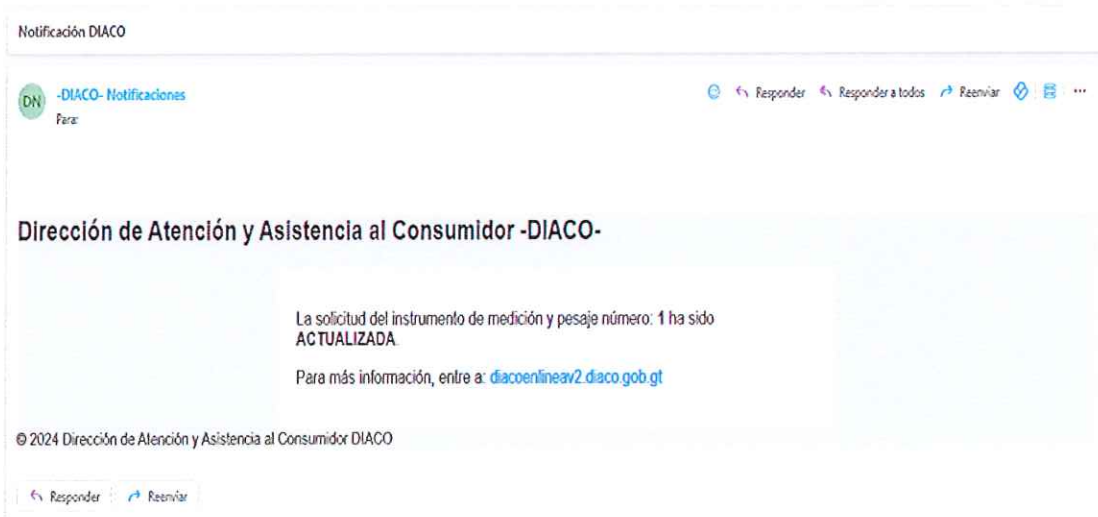 Notificación DIACO
DN
-DIACO- Notificaciones
Responder Responder a todos Reenviar
Para:
Dirección de Atención y Asistencia al Consumidor -DIACO-
La solicitud del instrumento de medición y pesaje número: 1 ha sido
ACTUALIZADA.
Para más información, entre a: diacoenlineav2.diaco.gob.gt
© 2024 Dirección de Atención y Asistencia al Consumidor DIACO
Responder Reenviar